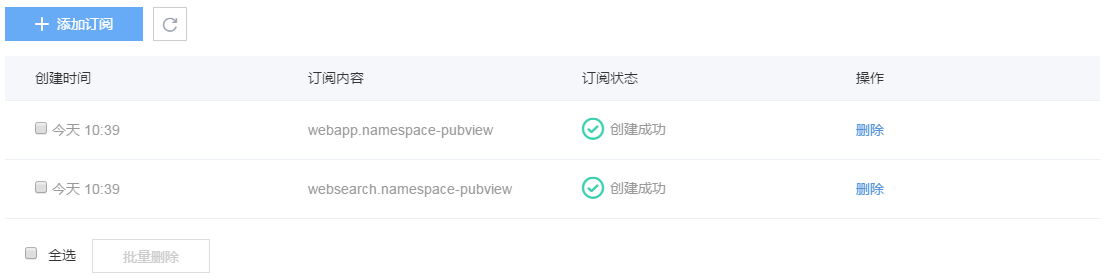 添加订阅
创建时间 订阅内容 订阅状态 操作
今天 10:39 webapp.namespace-pubview 创建成功 删除
今天 10:39 websearch.namespace-pubview 创建成功 删除
全选 批量删除